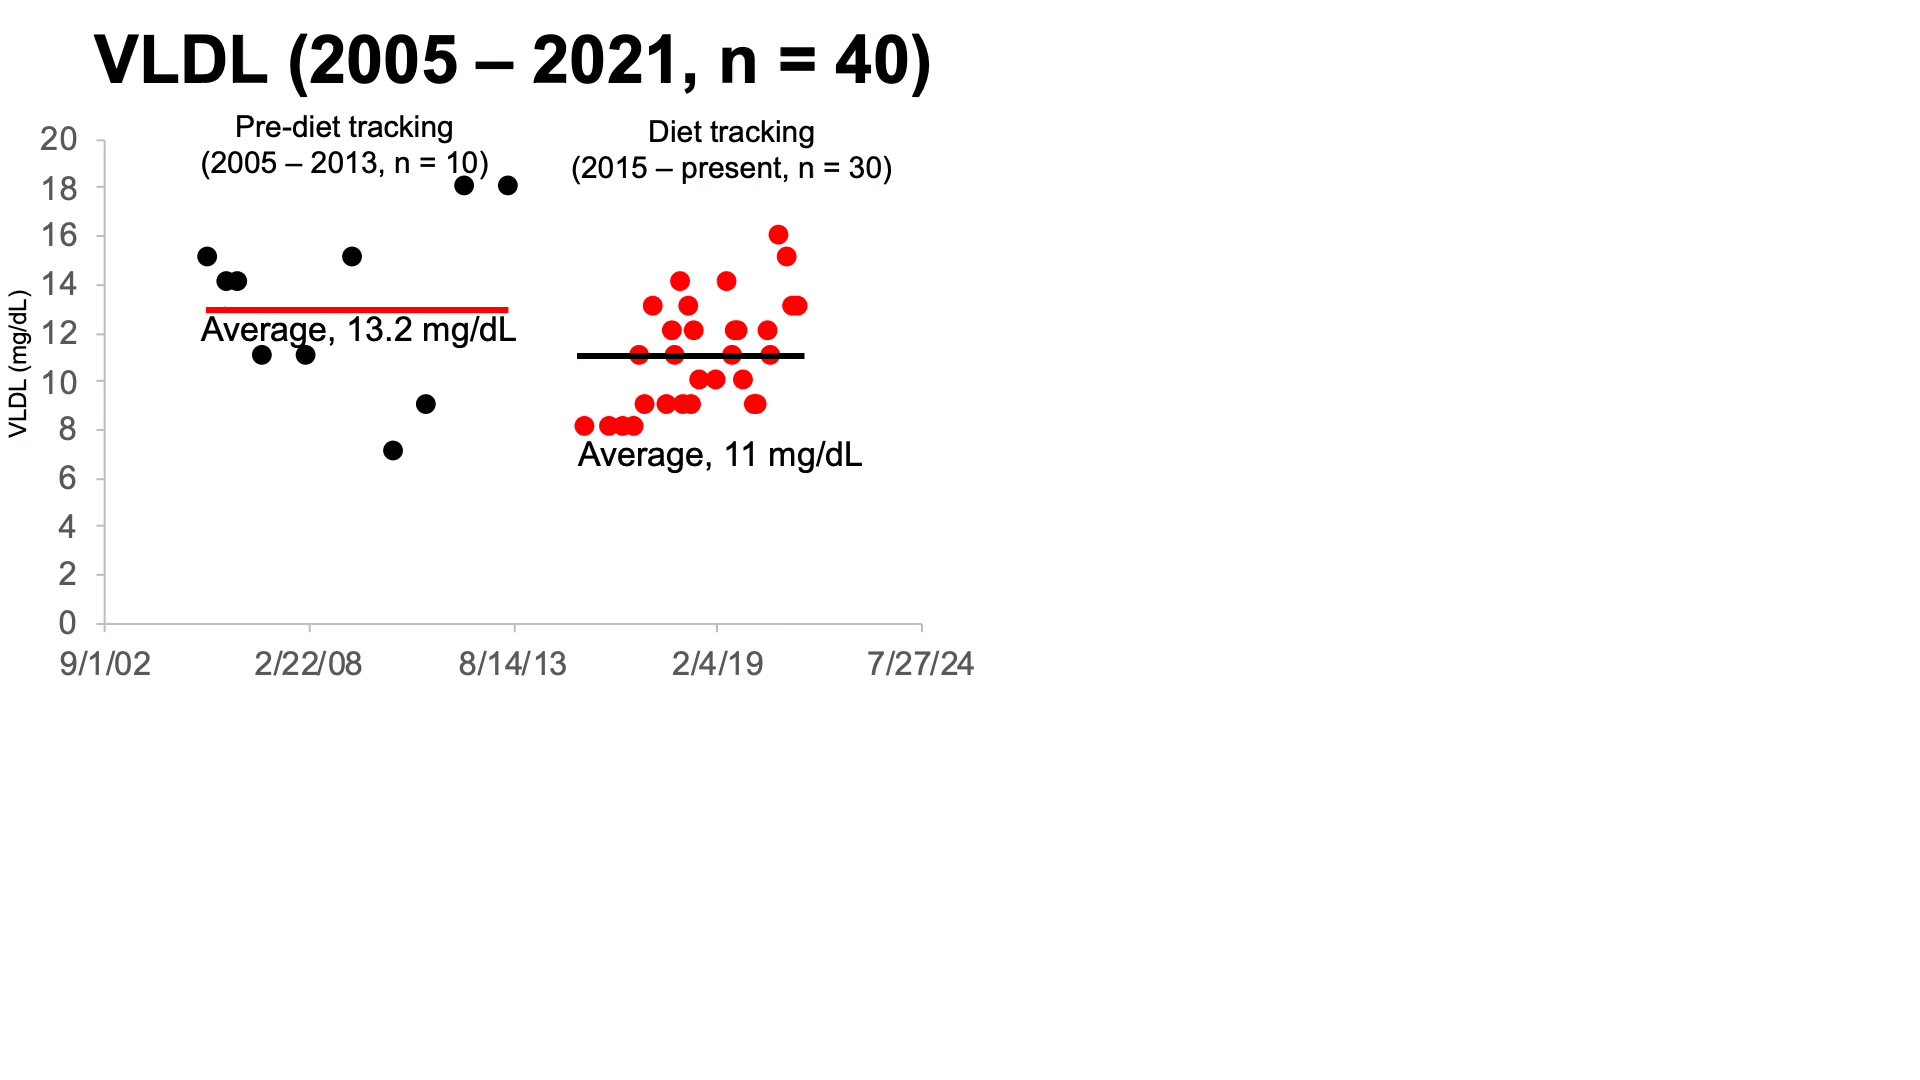 VLDL (2005 – 2021, n = 40)
Pre-diet tracking
(2005 – 2013, n = 10)
Diet tracking
(2015 – present, n = 30)
20
18
16
14
12
10
8
6
4
2
0
VLDL (mg/dL)
Average, 13.2 mg/dL
Average, 11 mg/dL
9/1/02
2/22/08
8/14/13
2/4/19
7/27/24